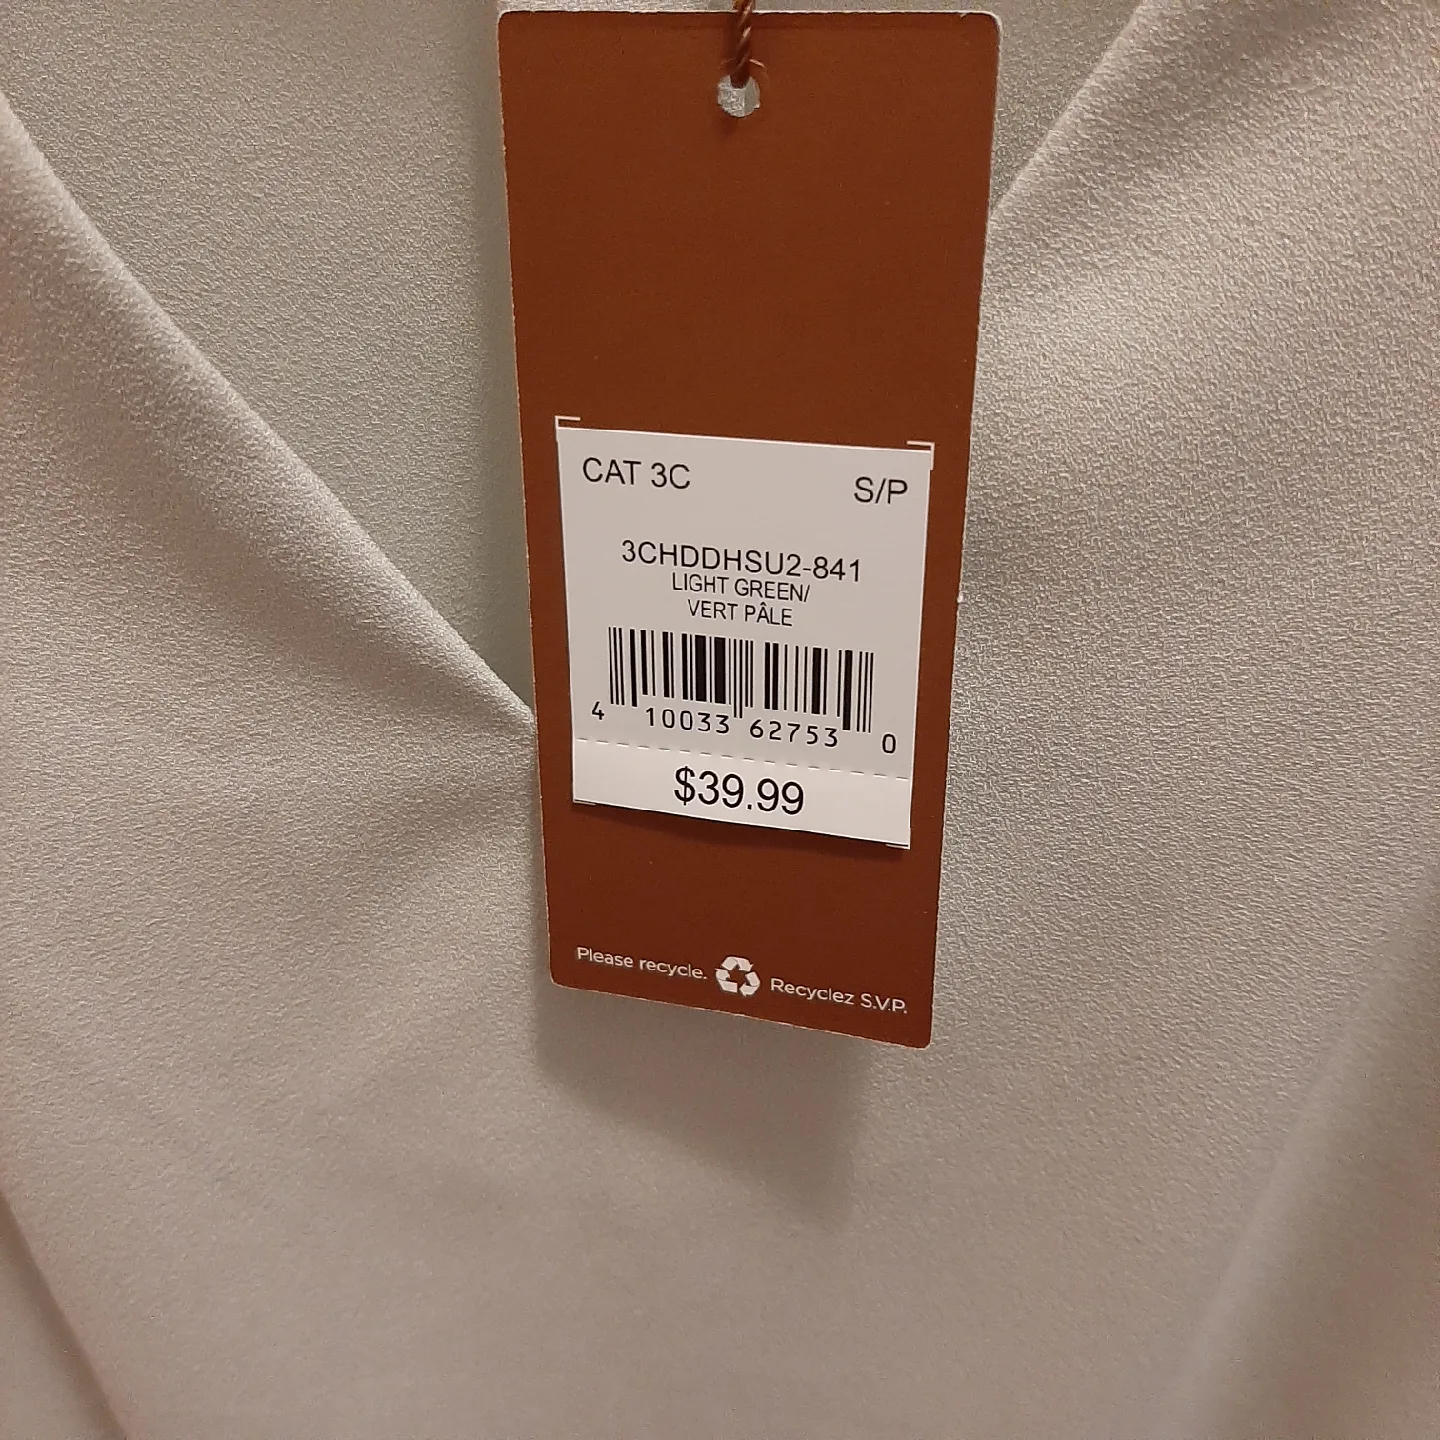 CAT 3C S/P
3CHDDHSU2-841
LIGHT GREEN/
VERT PÂLE
4 10033 62753 0
$39.99
Please recycle. Recyclez S.V.P.